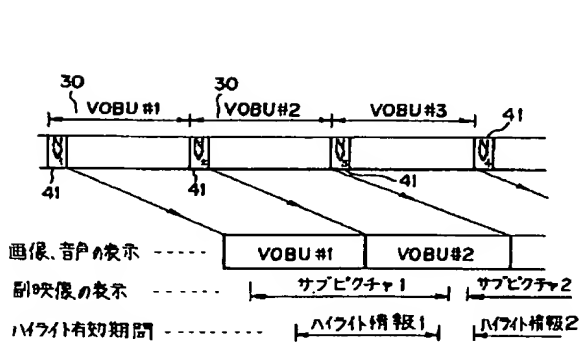 30 30
VOBU#1 VOBU#2 VOBU#3
41
41 41 41
画像、音声の表示 ----- VOBU#1 VOBU#2
副映像の表示 ----- サブピクチャ1 サブピクチャ2
ハイライト有効期間 ------- ハイライト情報1 ハイライト情報2